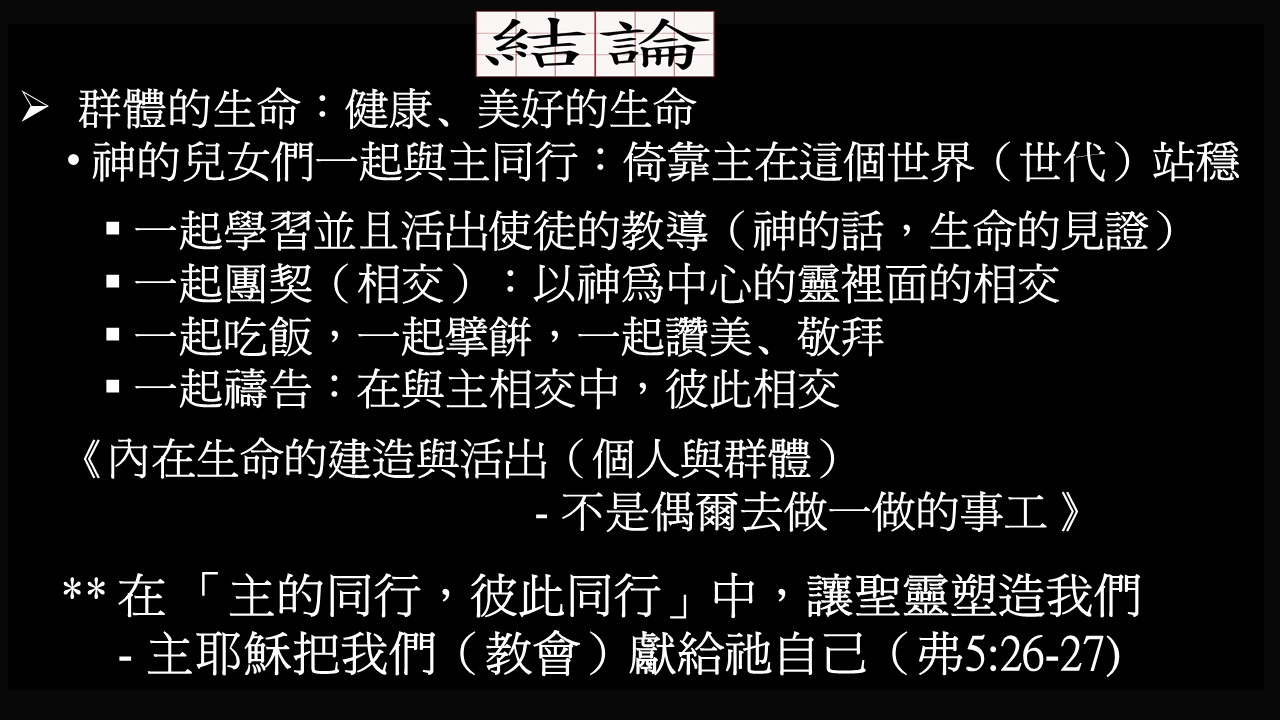 結論
➢ 群體的生命：健康、美好的生命
• 神的兒女們一起與主同行：倚靠主在這個世界（世代）站穩
▪ 一起學習並且活出使徒的教導（神的話，生命的見證）
▪ 一起團契（相交）：以神為中心的靈裡面的相交
▪ 一起吃飯，一起擘餅，一起讚美、敬拜
▪ 一起禱告：在與主相交中，彼此相交
《內在生命的建造與活出（個人與群體）
- 不是偶爾去做一做的事工 》
** 在 「主的同行，彼此同行」中，讓聖靈塑造我們
- 主耶穌把我們（教會）獻給祂自己（弗5:26-27)